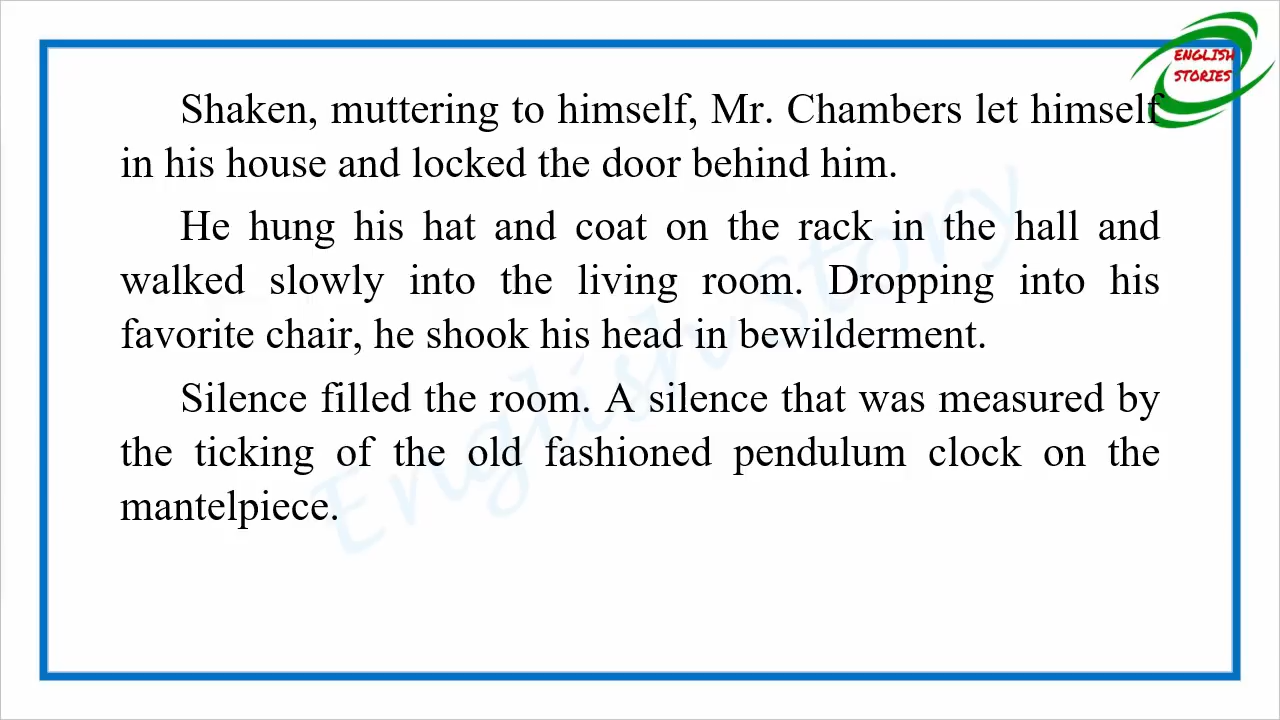 ENGLISH
STORIES
Shaken, muttering to himself, Mr. Chambers let himself
in his house and locked the door behind him.
He hung his hat and coat on the rack in the hall and
walked slowly into the living room. Dropping into his
favorite chair, he shook his head in bewilderment.
Silence filled the room. A silence that was measured by
the ticking of the old fashioned pendulum clock on the
mantelpiece.
English Story